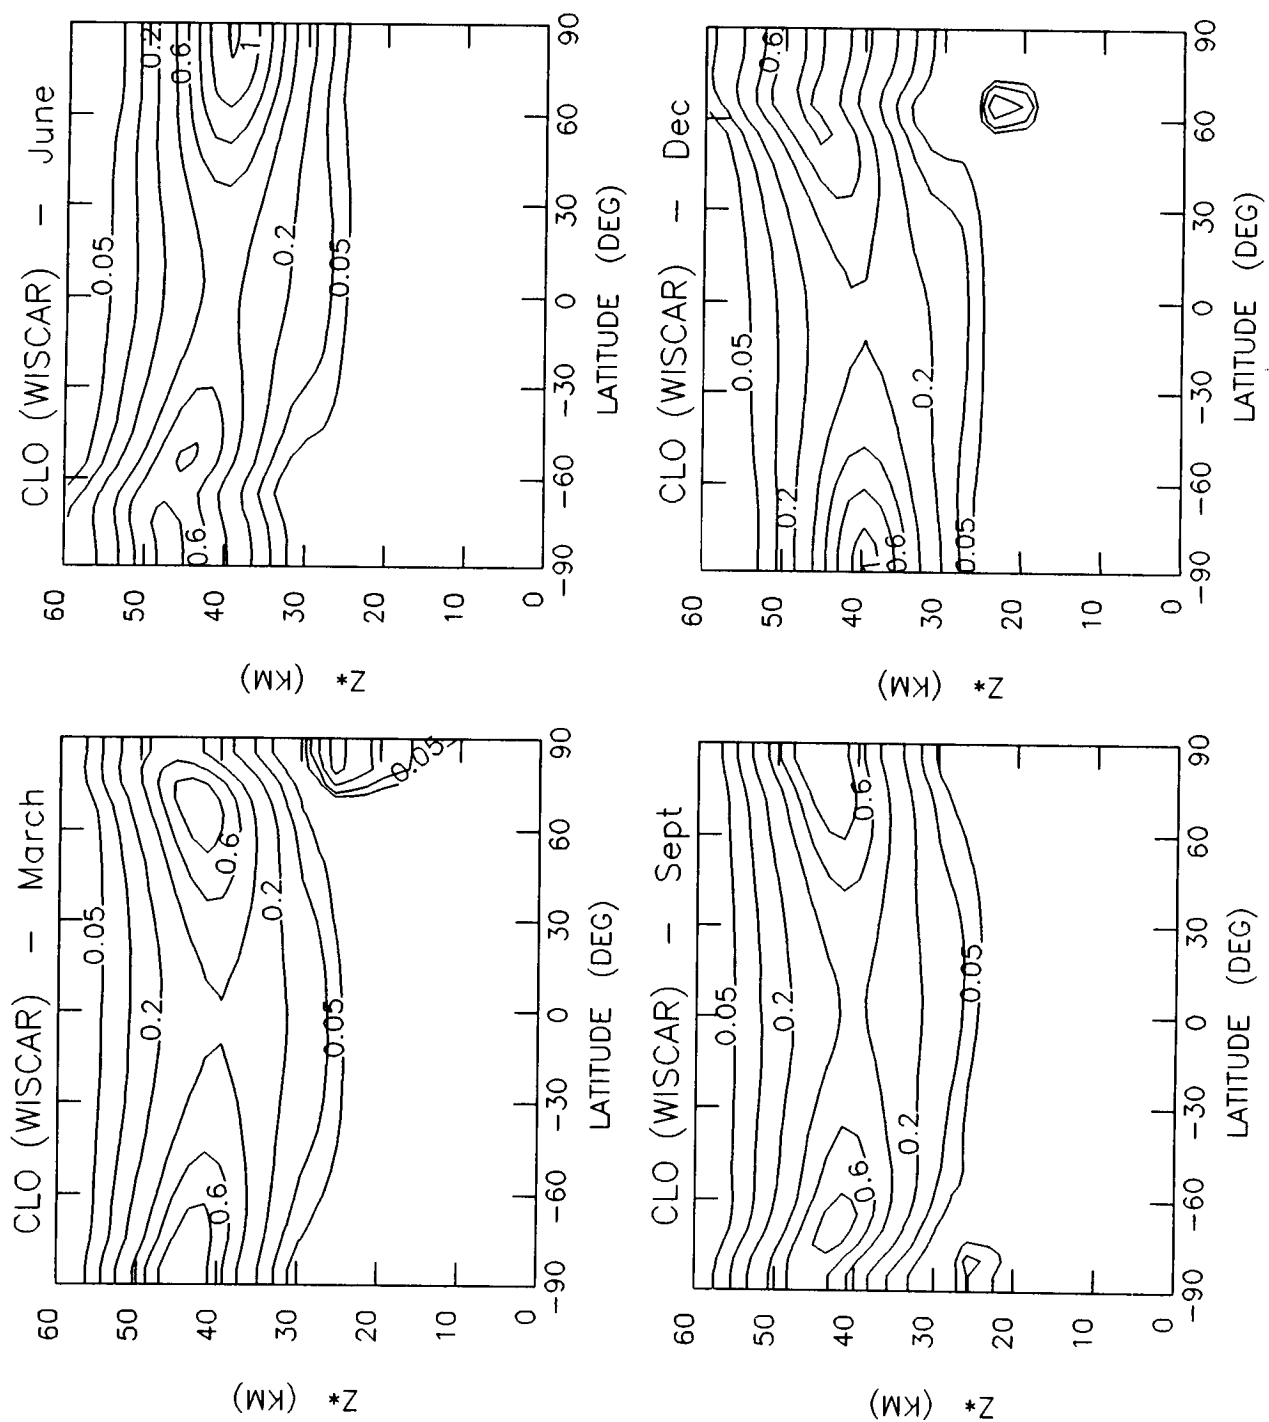 CLO (WISCAR) — March
0.05
0.2
0.6
0.6
0.2
0.05
0.05
60
50
40
30
20
10
0
Z*
(KM)
-90 -60 -30 0 30 60 90
LATITUDE (DEG)
CLO (WISCAR) — June
0.05
0.2
0.6
1
0.6
0.2
0.05
60
50
40
30
20
10
0
Z*
(KM)
-90 -60 -30 0 30 60 90
LATITUDE (DEG)
CLO (WISCAR) — Sept
0.05
0.2
0.6
0.6
0.2
0.05
60
50
40
30
20
10
0
Z*
(KM)
-90 -60 -30 0 30 60 90
LATITUDE (DEG)
CLO (WISCAR) — Dec
0.05
0.6
0.2
1
0.6
0.2
0.05
60
50
40
30
20
10
0
Z*
(KM)
-90 -60 -30 0 30 60 90
LATITUDE (DEG)